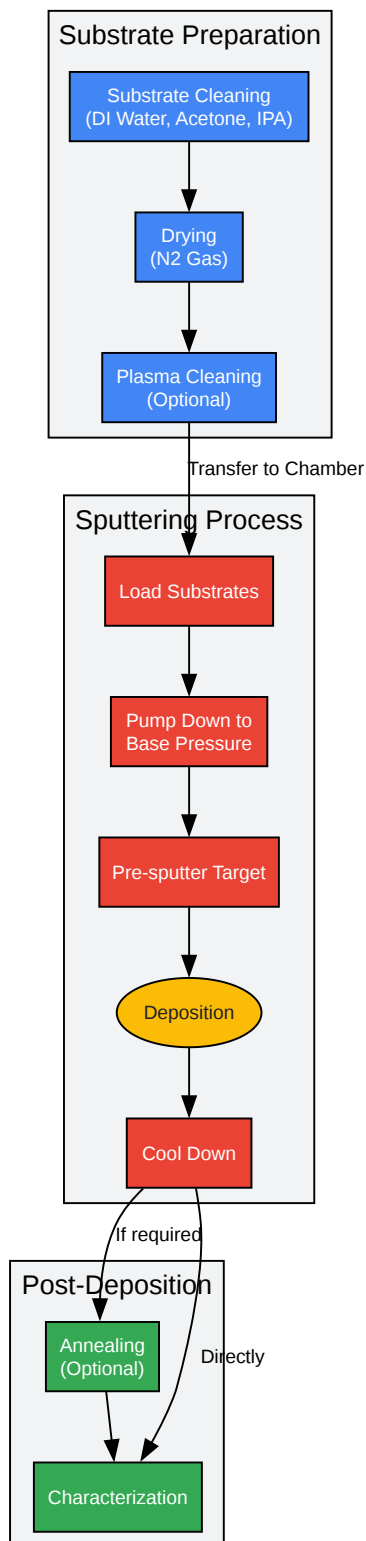 Substrate Preparation
Substrate Cleaning
(DI Water, Acetone, IPA)
Drying
(N2 Gas)
Plasma Cleaning
(Optional)
Transfer to Chamber
Sputtering Process
Load Substrates
Pump Down to
Base Pressure
Pre-sputter Target
Deposition
Cool Down
If required
Post-Deposition
Annealing
(Optional)
Directly
Characterization